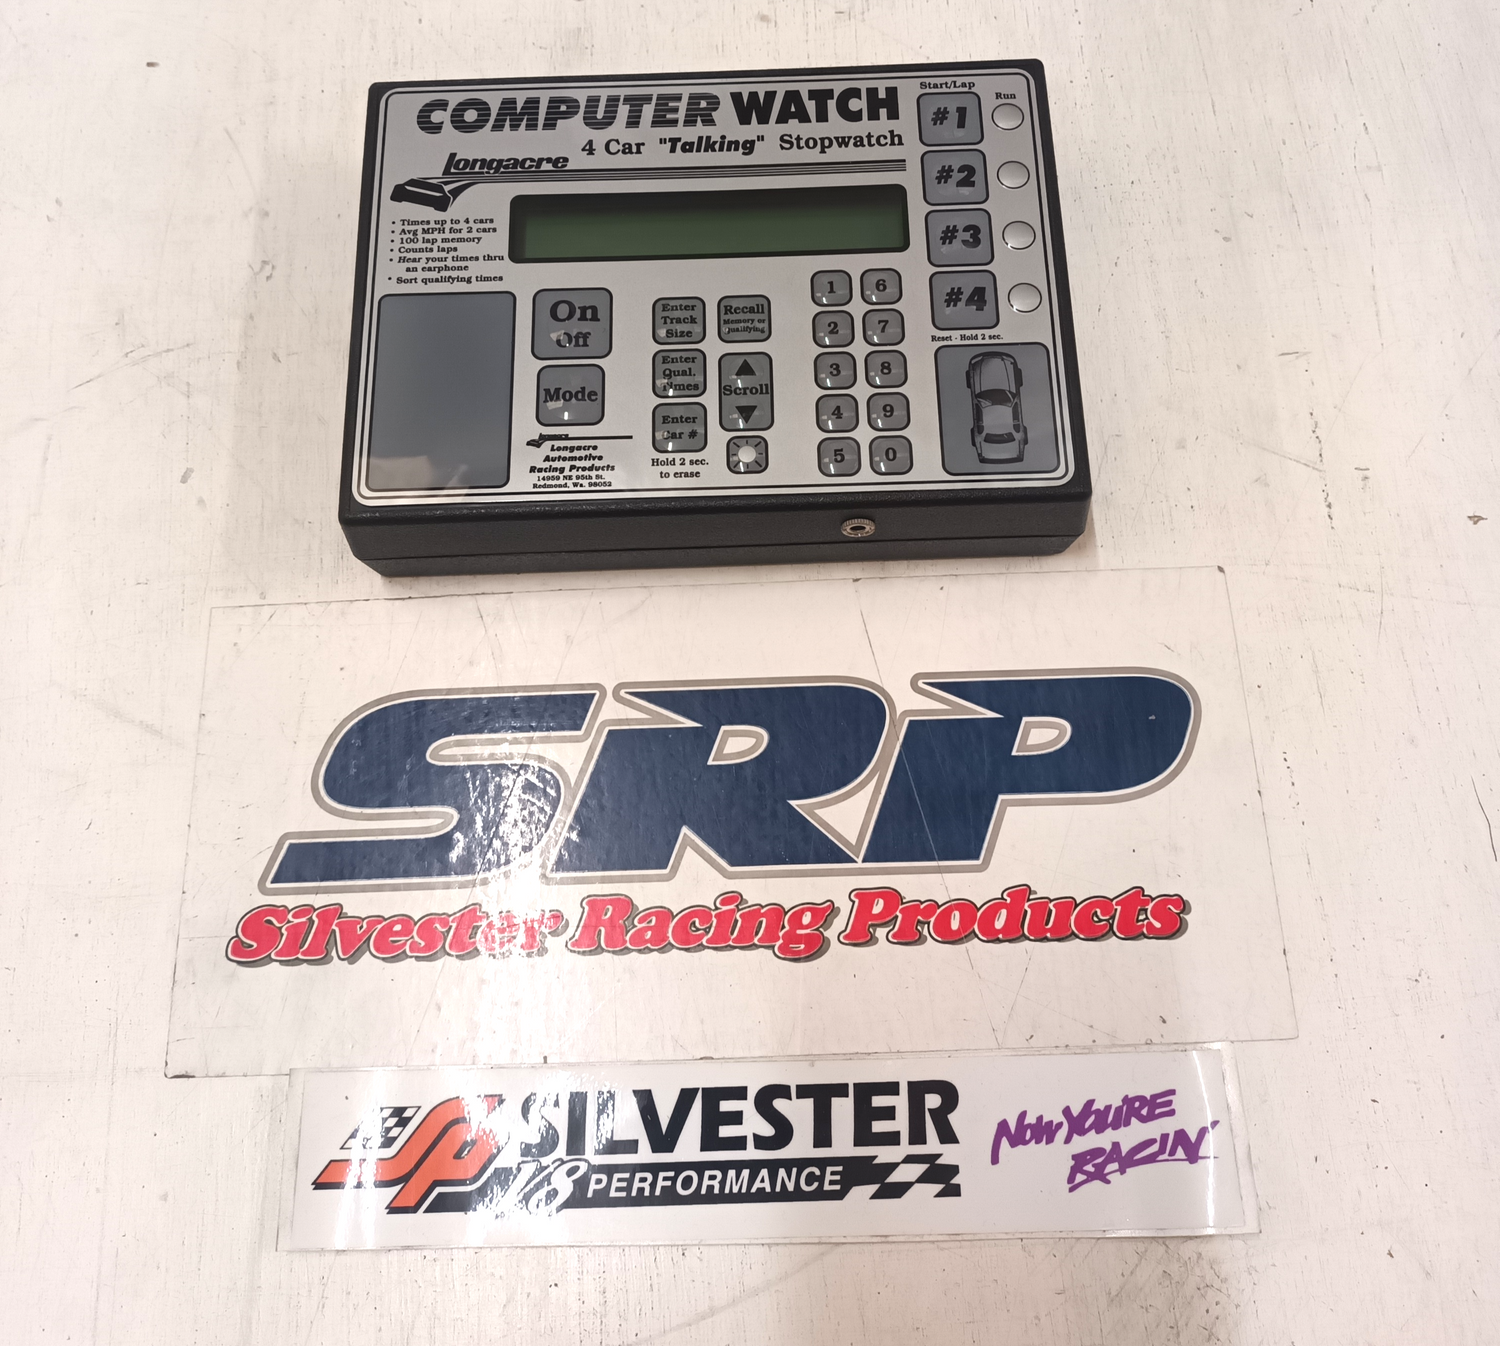 COMPUTER WATCH
4 Car "Talking" Stopwatch
Longacre
• Times up to 4 cars
• Avg MPH for 2 cars
• 100 lap memory
• Counts laps
• Hear your times thru
an earphone
• Sort qualifying times
On
Off
Mode
Longacre
Automotive
Racing Products
14959 NE 95th St.
Redmond, Wa. 98052
Enter
Track
Size
Enter
Qual.
Times
Enter
Car #
Hold 2 sec.
to erase
Recall
Memory or
Qualifying
Scroll
1 6
2 7
3 8
4 9
5 0
Start/Lap
Run
#1
#2
#3
#4
Reset - Hold 2 sec.
SRP
Silvester Racing Products
SP SILVESTER
V8 PERFORMANCE
NOW YOU'RE
RACIN'